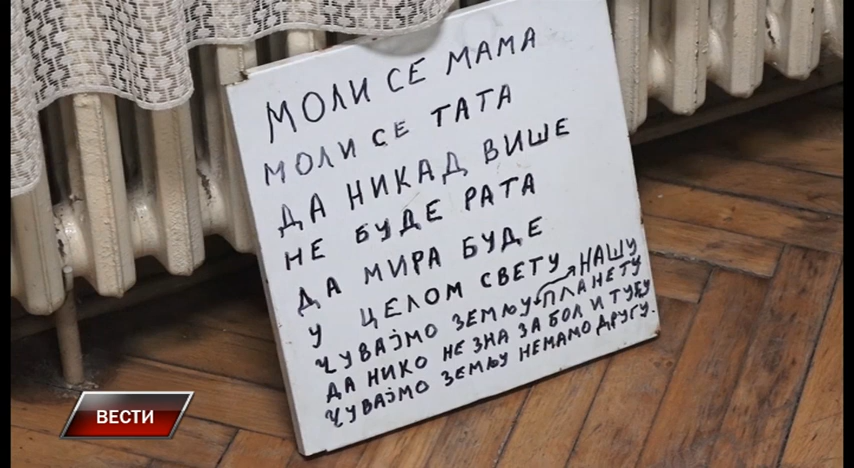 МОЛИ СЕ МАМА
МОЛИ СЕ ТАТА
ДА НИКАД ВИШЕ
НЕ БУДЕ РАТА
ДА МИРА БУДЕ
У ЦЕЛОМ СВЕТУ
ЧУВАЈМО ЗЕМЉУ НАШУ
ПЛАНЕТУ
ДА НИКО НЕ ЗНА ЗА БОЛ И ТУГУ
ЧУВАЈМО ЗЕМЉУ НЕМАМО ДРУГУ.
ВЕСТИ